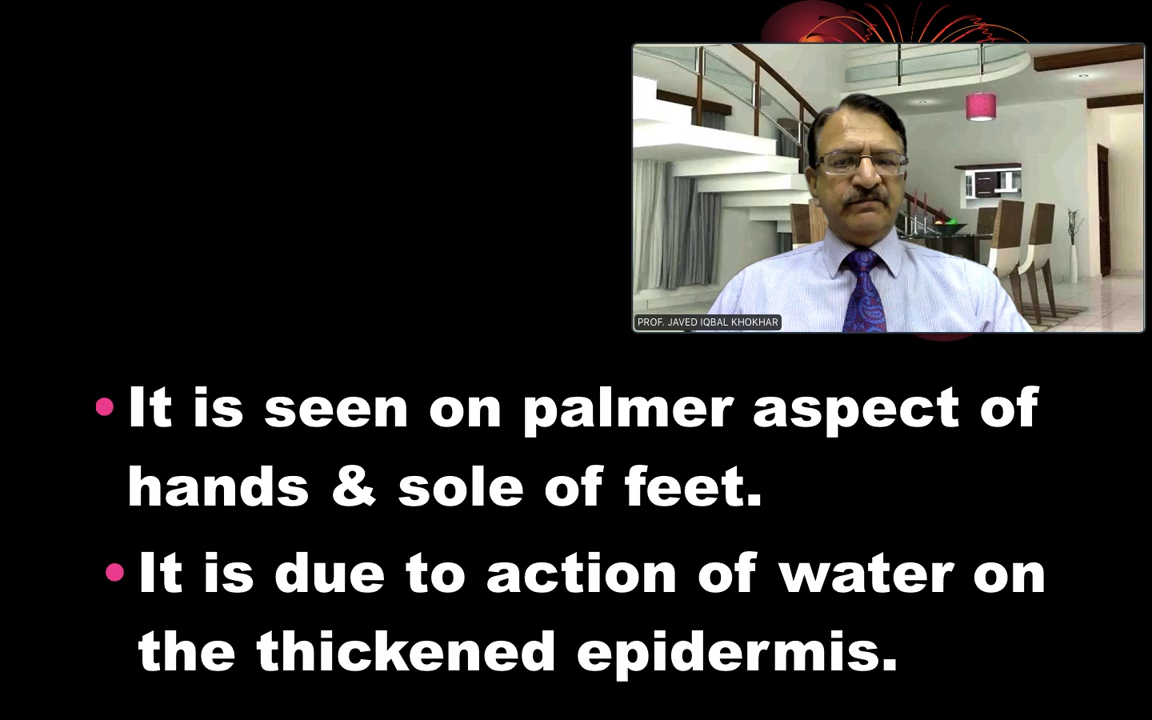 PROF. JAVED IQBAL KHOKHAR
• It is seen on palmer aspect of
hands & sole of feet.
• It is due to action of water on
the thickened epidermis.